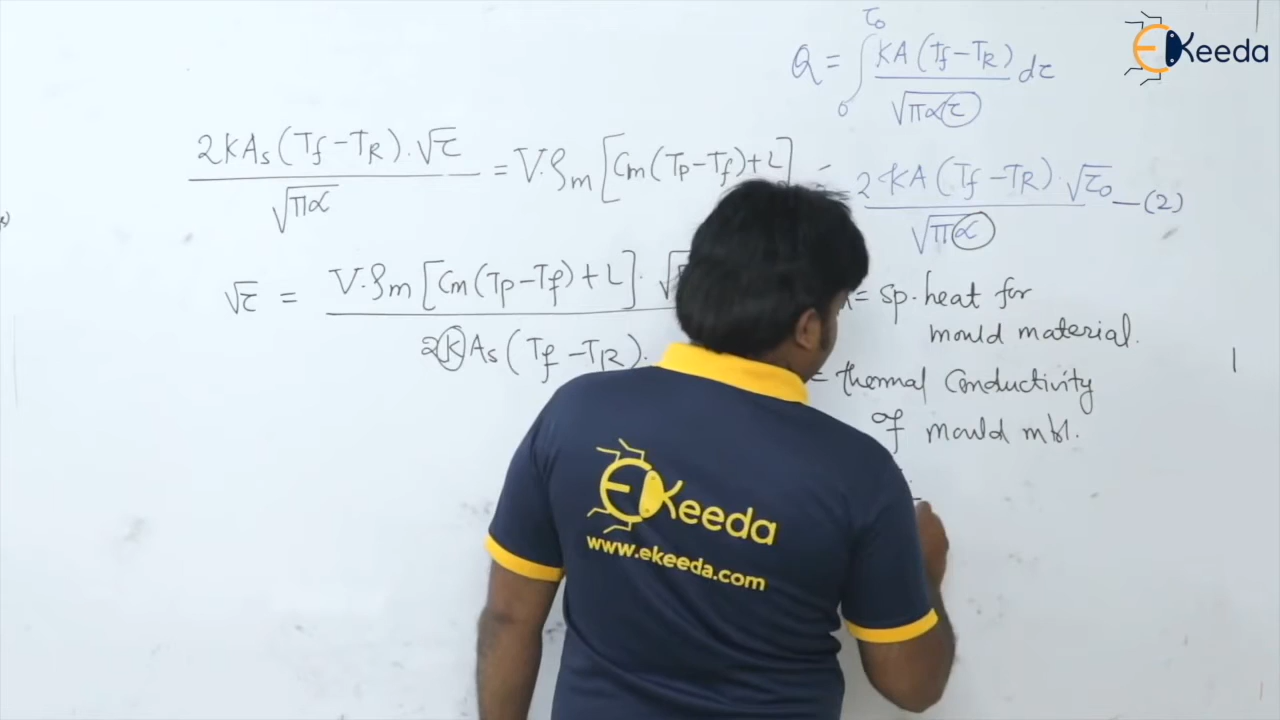 Q = ∫₀^τ₀ KA(Tf−TR)/√(πατ) dτ
EKeeda
2KAs(Tf−TR).√τ/√(πα) = V.ρm[Cm(Tp−Tf)+L]
= 2KA(Tf−TR).√τ₀/√(πα) —(2)
√τ = V.ρm[Cm(Tp−Tf)+L].√ / 2KAs(Tf−TR).
= sp.heat for
mould material.
= thermal conductivity
of mould mtl.
EKeeda
www.ekeeda.com